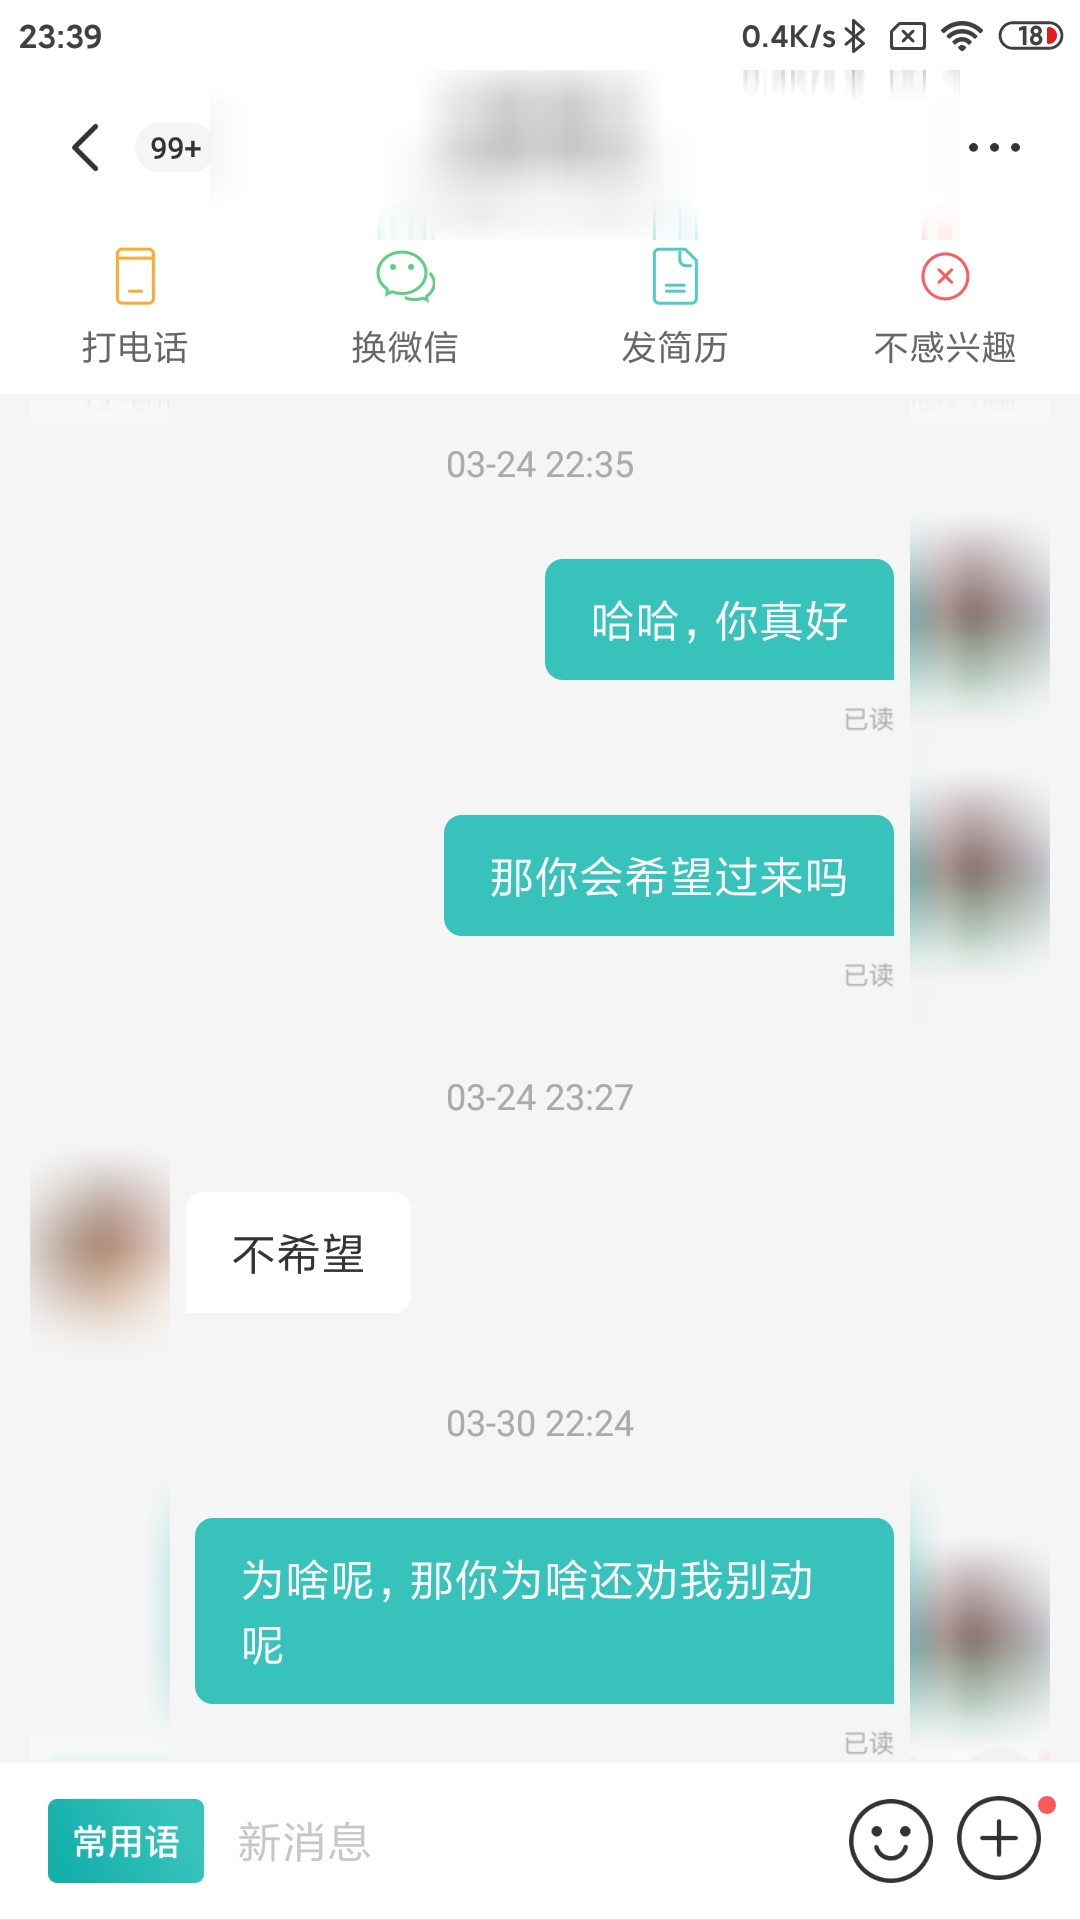 23:39
0.4K/s
18
99+
打电话
换微信
发简历
不感兴趣
03-24 22:35
哈哈，你真好
已读
那你会希望过来吗
已读
03-24 23:27
不希望
03-30 22:24
为啥呢，那你为啥还劝我别动
呢
已读
常用语
新消息